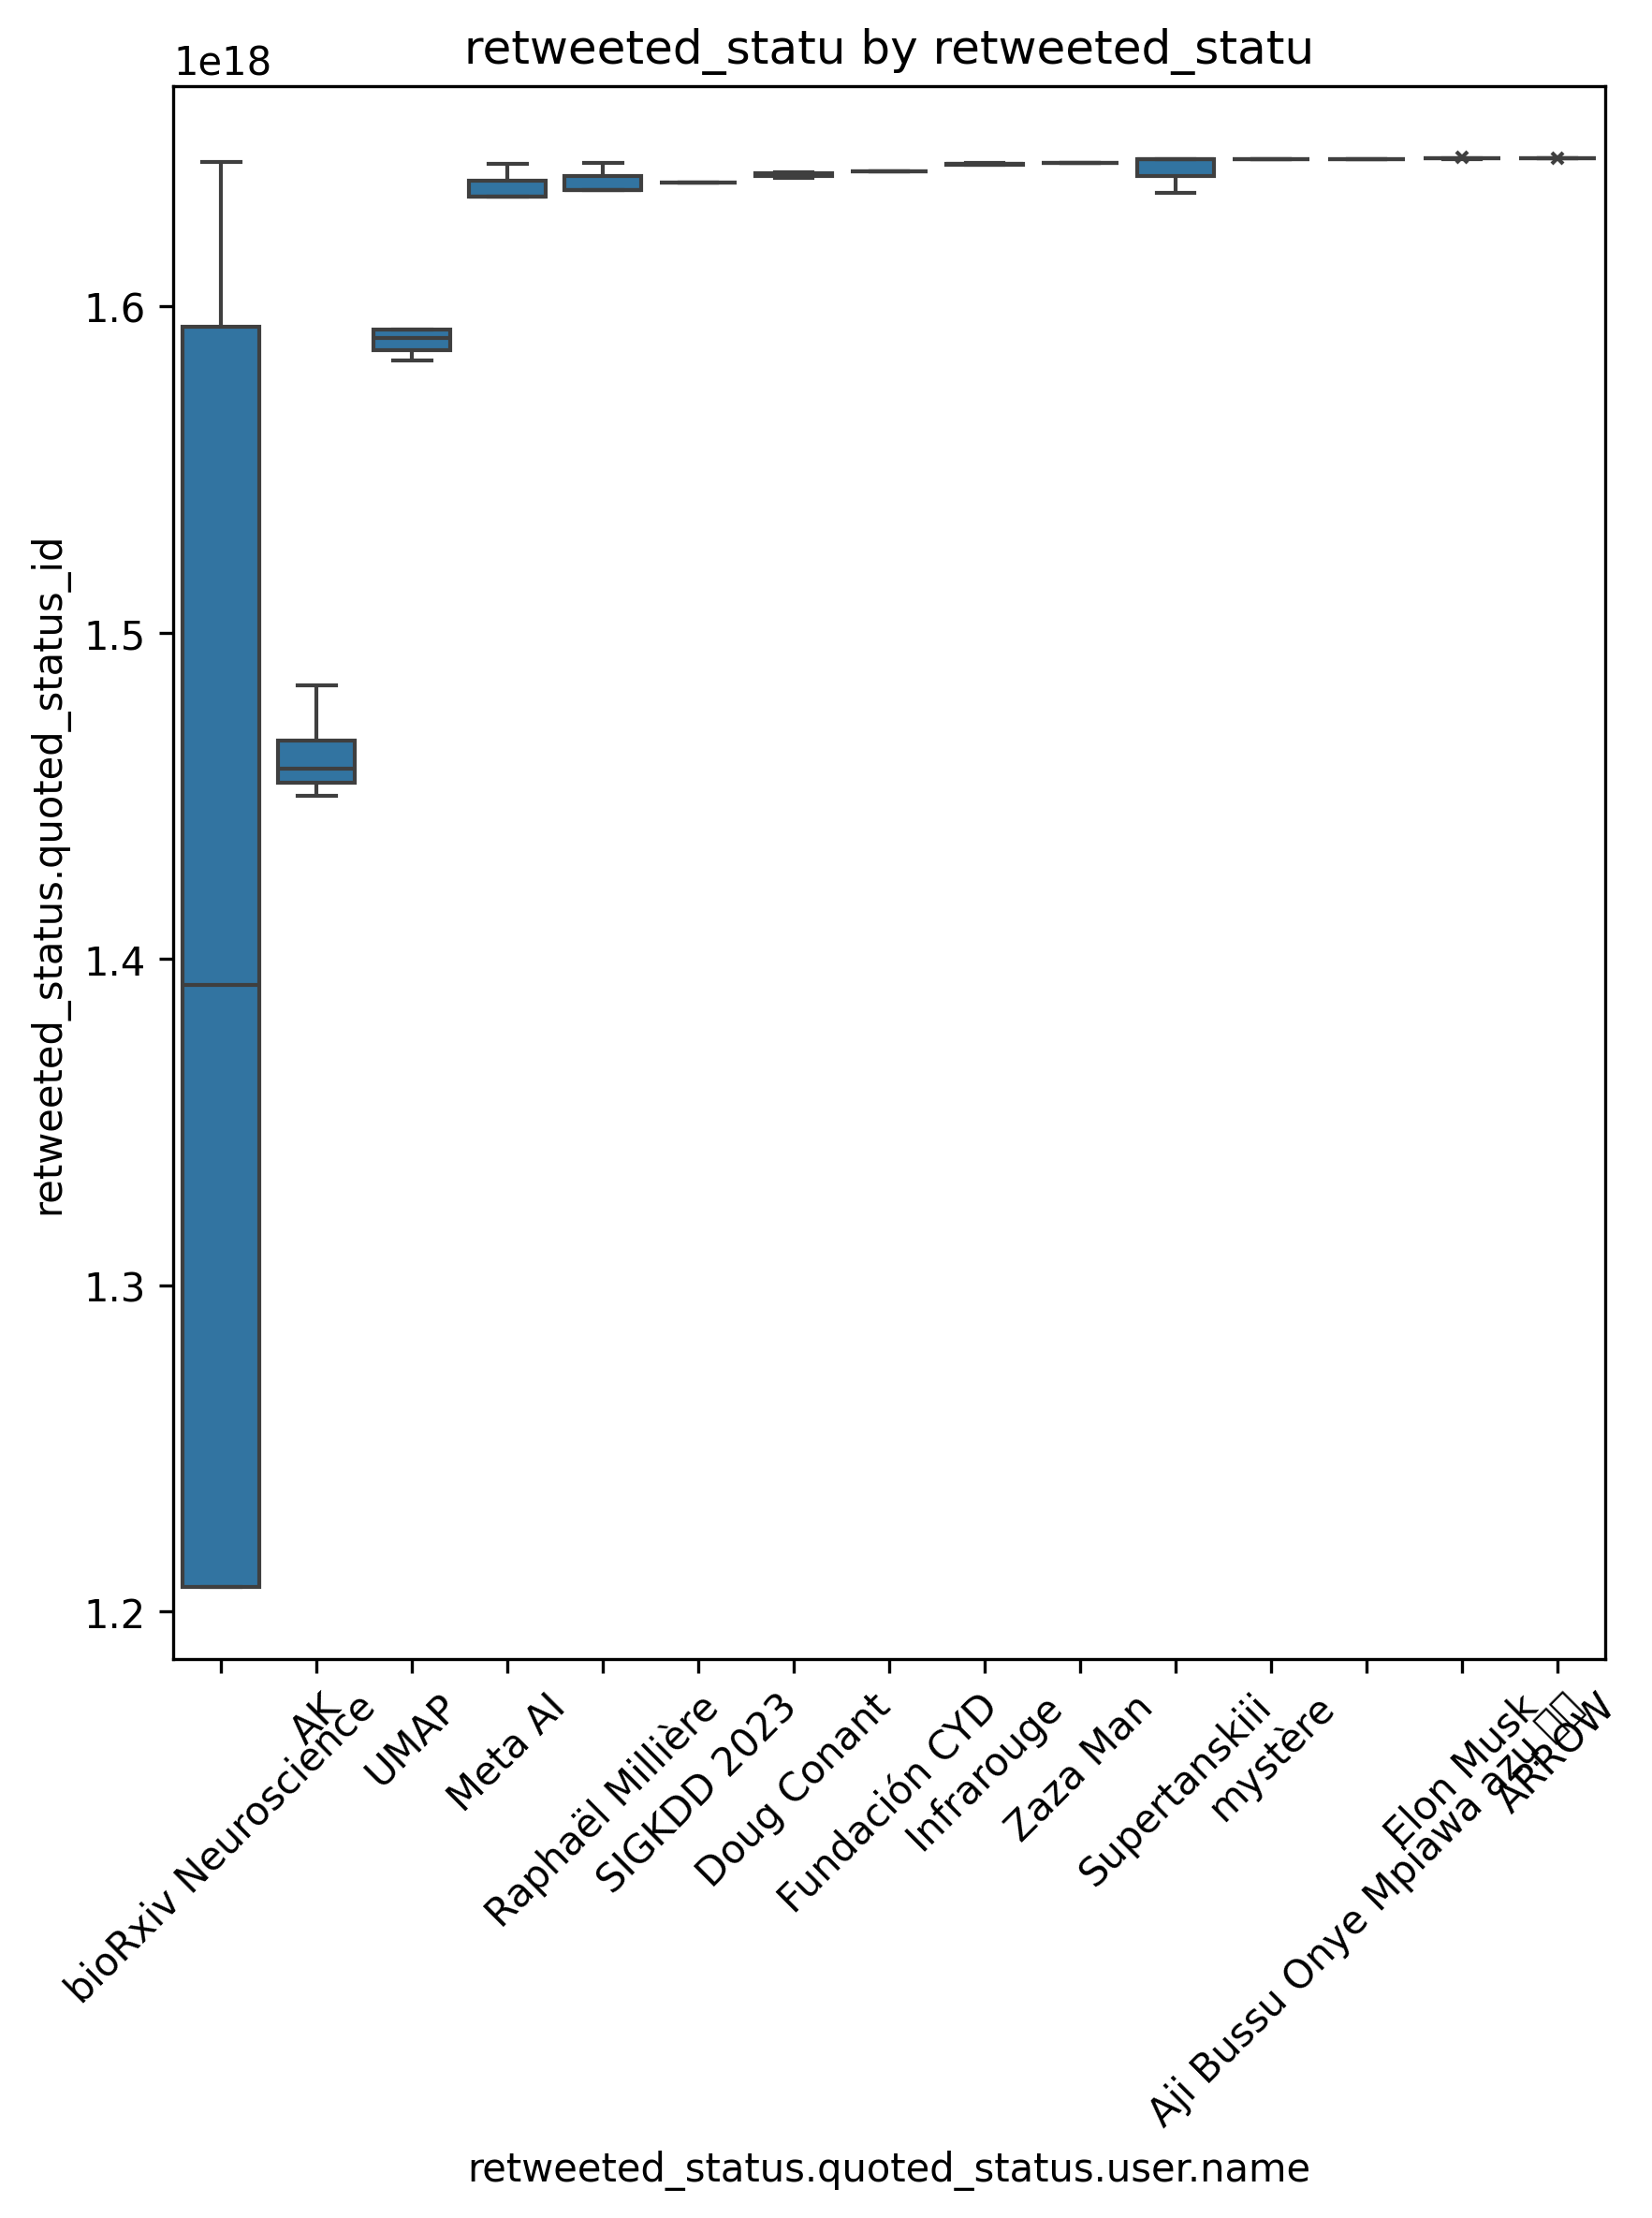 retweeted_statu by retweeted_statu
1e18
1.6
1.5
1.4
1.3
1.2
retweeted_status.quoted_status_id
bioRxiv Neuroscience
AK
UMAP
Meta AI
Raphaël Millière
SIGKDD 2023
Doug Conant
Fundación CYD
Infrarouge
Zaza Man
Supertanskiii
mystère
Aji Bussu Onye Mpiawa azu
Elon Musk
ARROW
retweeted_status.quoted_status.user.name